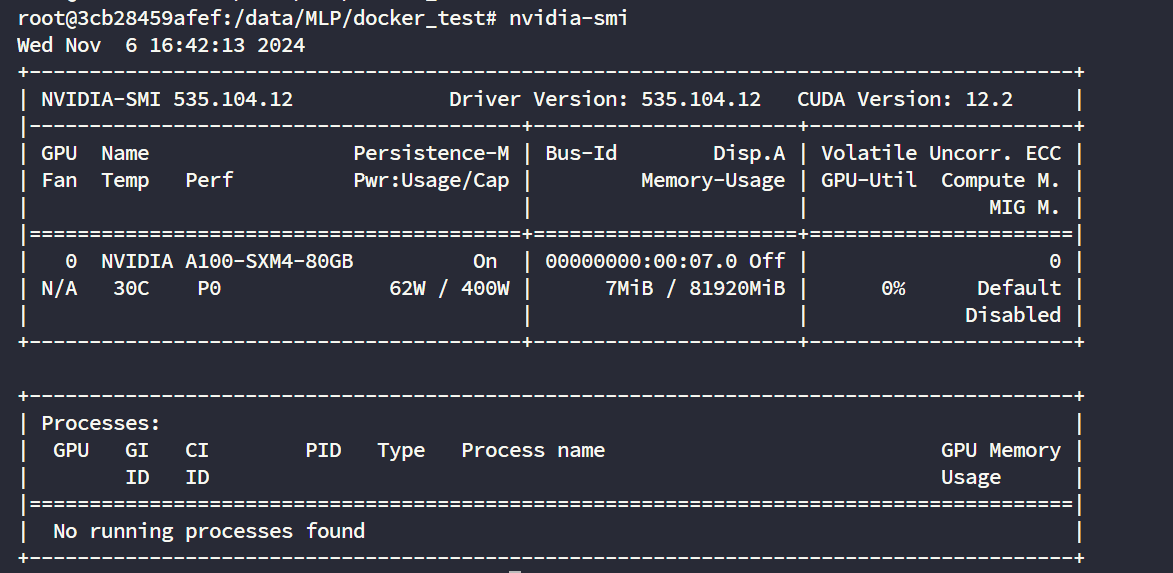 root@3cb28459afef:/data/MLP/docker_test# nvidia-smi
Wed Nov  6 16:42:13 2024
+---------------------------------------------------------------------------------------+
| NVIDIA-SMI 535.104.12             Driver Version: 535.104.12   CUDA Version: 12.2     |
|-----------------------------------------+----------------------+----------------------+
| GPU  Name                 Persistence-M | Bus-Id        Disp.A | Volatile Uncorr. ECC |
| Fan  Temp   Perf          Pwr:Usage/Cap |         Memory-Usage | GPU-Util  Compute M. |
|                                         |                      |               MIG M. |
|=========================================+======================+======================|
|   0  NVIDIA A100-SXM4-80GB          On  | 00000000:00:07.0 Off |                    0 |
| N/A   30C    P0              62W / 400W |      7MiB / 81920MiB |      0%      Default |
|                                         |                      |             Disabled |
+-----------------------------------------+----------------------+----------------------+

+---------------------------------------------------------------------------------------+
| Processes:                                                                            |
|  GPU   GI   CI        PID   Type   Process name                            GPU Memory |
|        ID   ID                                                             Usage      |
|=======================================================================================|
|  No running processes found                                                           |
+---------------------------------------------------------------------------------------+